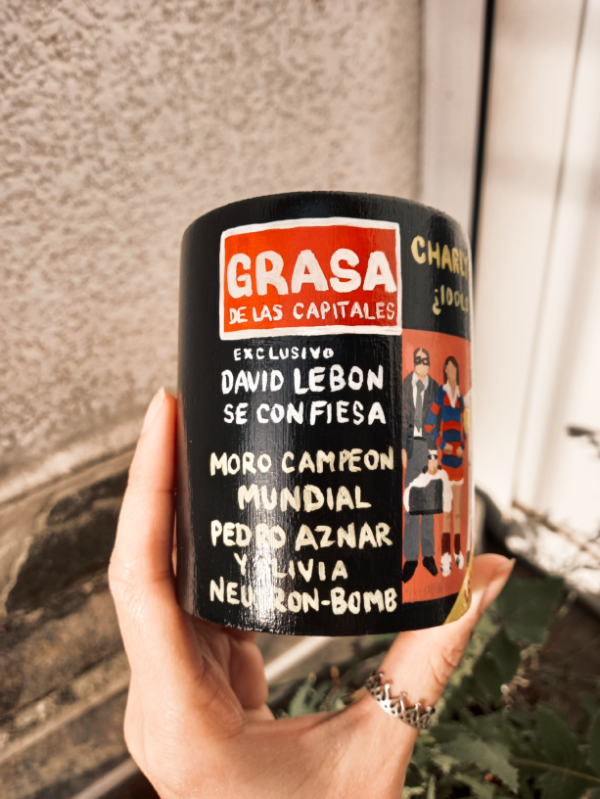 GRASA
DE LAS CAPITALES
EXCLUSIVO
DAVID LEBON
SE CONFIESA
MORO CAMPEON
MUNDIAL
PEDRO AZNAR
Y OLIVIA
NEUTRON-BOMB